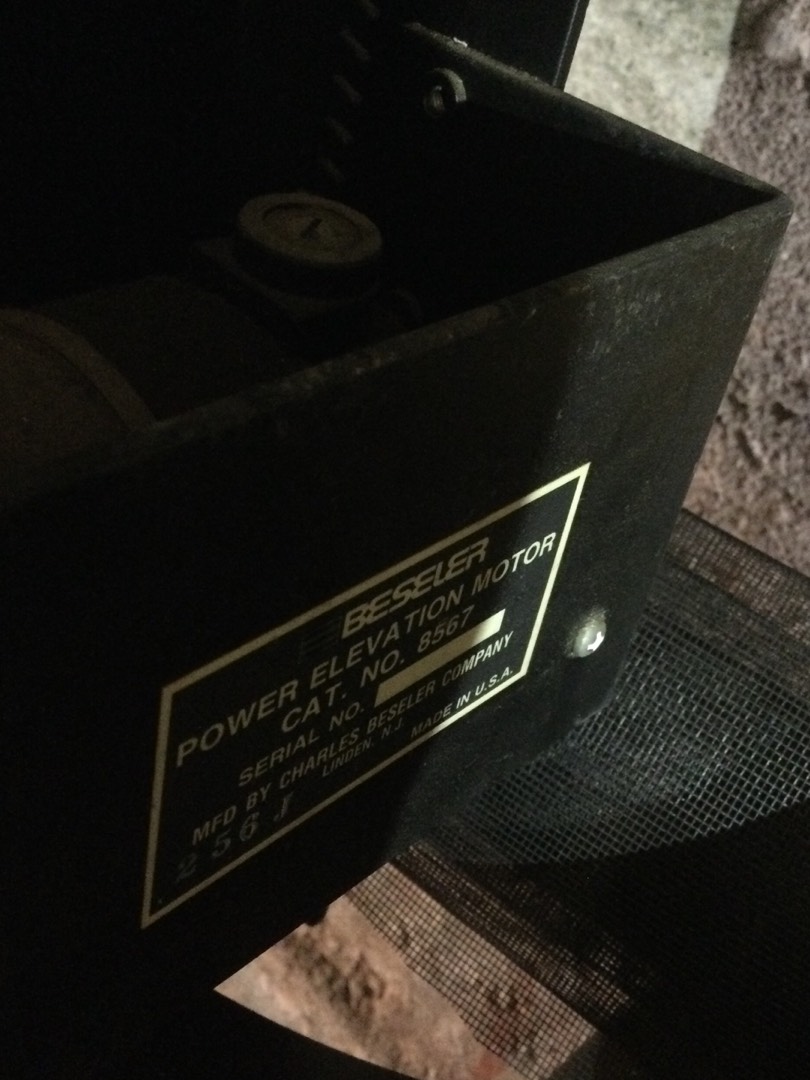 BESELER
POWER ELEVATION MOTOR
CAT. NO. 8567
SERIAL NO.
MFD BY CHARLES BESELER COMPANY
LINDEN, N.J. MADE IN U.S.A.
256J